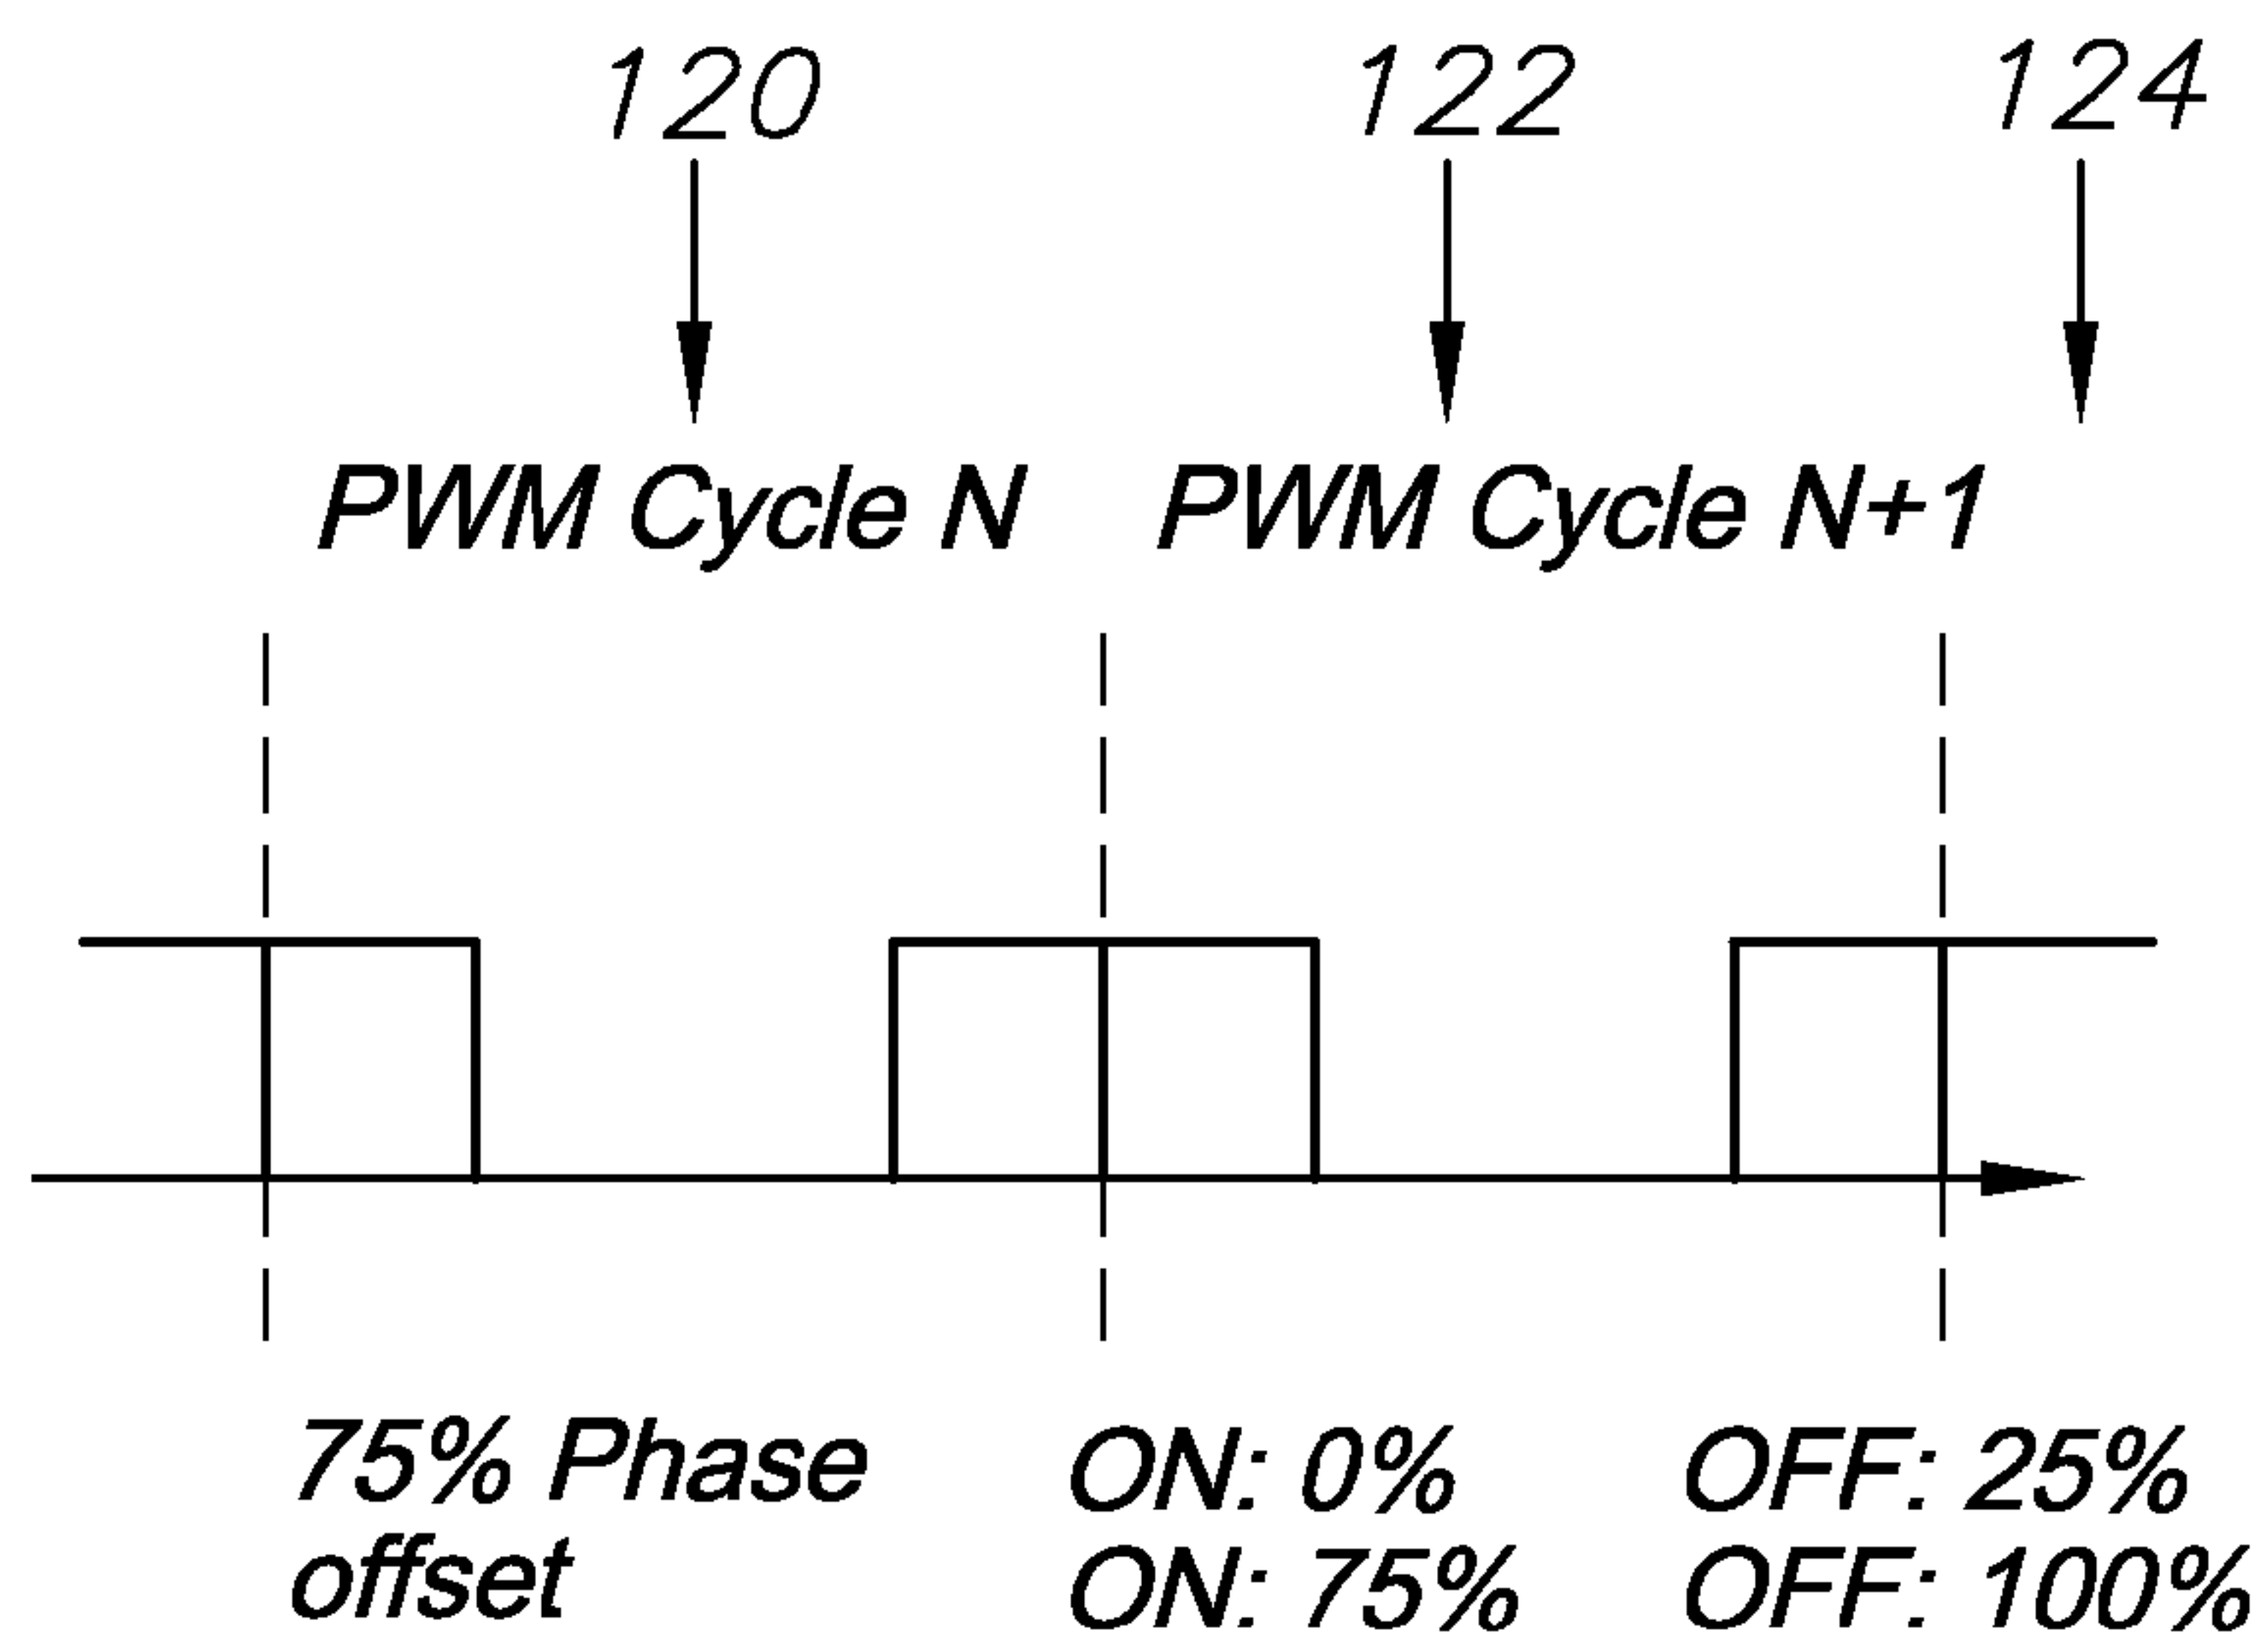 120 122 124
PWM Cycle N PWM Cycle N+1
75% Phase offset
ON: 0% OFF: 25%
ON: 75% OFF: 100%